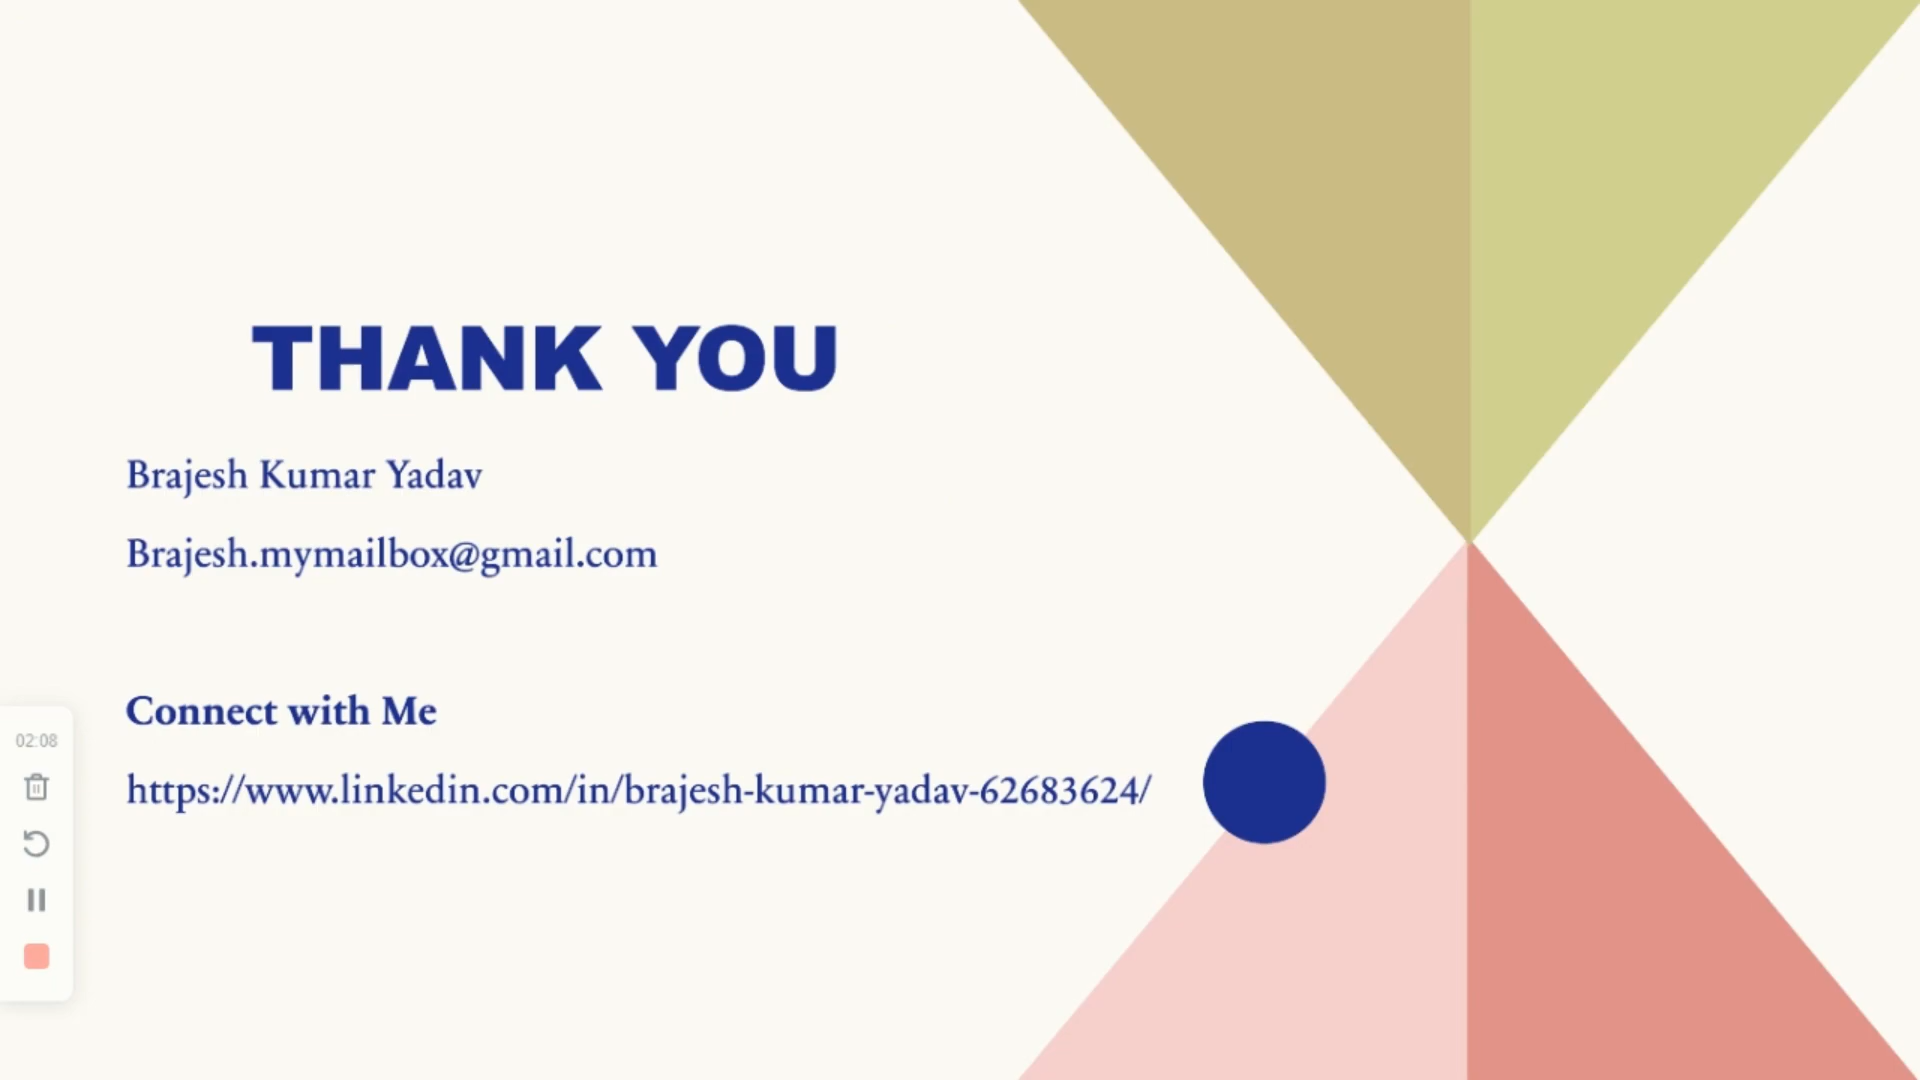 THANK YOU
Brajesh Kumar Yadav
Brajesh.mymailbox@gmail.com
Connect with Me
https://www.linkedin.com/in/brajesh-kumar-yadav-62683624/
02:08